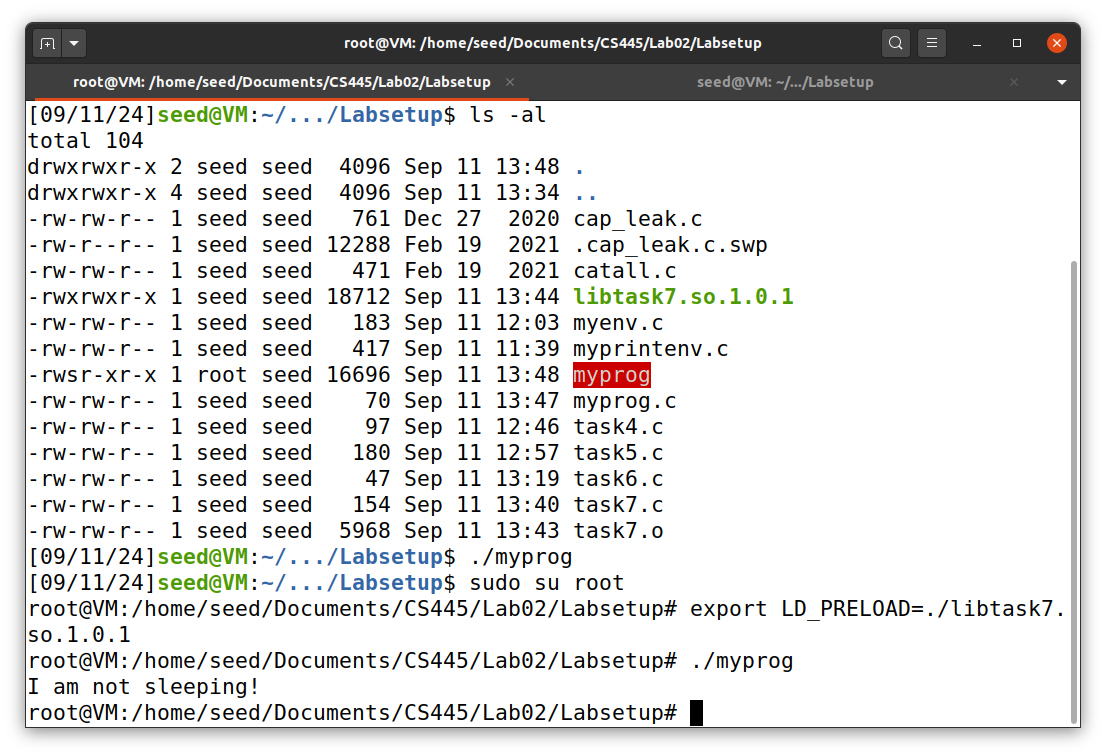 root@VM: /home/seed/Documents/CS445/Lab02/Labsetup
root@VM: /home/seed/Documents/CS445/Lab02/Labsetup
seed@VM: ~/.../Labsetup
[09/11/24]seed@VM:~/.../Labsetup$ ls -al
total 104
drwxrwxr-x 2 seed seed  4096 Sep 11 13:48 .
drwxrwxr-x 4 seed seed  4096 Sep 11 13:34 ..
-rw-rw-r-- 1 seed seed   761 Dec 27  2020 cap_leak.c
-rw-r--r-- 1 seed seed 12288 Feb 19  2021 .cap_leak.c.swp
-rw-rw-r-- 1 seed seed   471 Feb 19  2021 catall.c
-rwxrwxr-x 1 seed seed 18712 Sep 11 13:44 libtask7.so.1.0.1
-rw-rw-r-- 1 seed seed   183 Sep 11 12:03 myenv.c
-rw-rw-r-- 1 seed seed   417 Sep 11 11:39 myprintenv.c
-rwsr-xr-x 1 root seed 16696 Sep 11 13:48 myprog
-rw-rw-r-- 1 seed seed    70 Sep 11 13:47 myprog.c
-rw-rw-r-- 1 seed seed    97 Sep 11 12:46 task4.c
-rw-rw-r-- 1 seed seed   180 Sep 11 12:57 task5.c
-rw-rw-r-- 1 seed seed    47 Sep 11 13:19 task6.c
-rw-rw-r-- 1 seed seed   154 Sep 11 13:40 task7.c
-rw-rw-r-- 1 seed seed  5968 Sep 11 13:43 task7.o
[09/11/24]seed@VM:~/.../Labsetup$ ./myprog
[09/11/24]seed@VM:~/.../Labsetup$ sudo su root
root@VM:/home/seed/Documents/CS445/Lab02/Labsetup# export LD_PRELOAD=./libtask7.
so.1.0.1
root@VM:/home/seed/Documents/CS445/Lab02/Labsetup# ./myprog
I am not sleeping!
root@VM:/home/seed/Documents/CS445/Lab02/Labsetup#